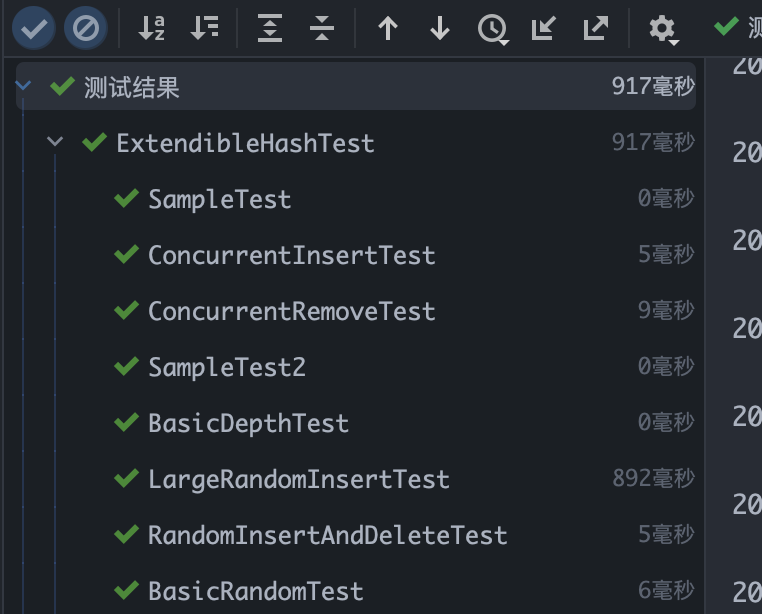 测试结果 917毫秒
ExtendibleHashTest 917毫秒
SampleTest 0毫秒
ConcurrentInsertTest 5毫秒
ConcurrentRemoveTest 9毫秒
SampleTest2 0毫秒
BasicDepthTest 0毫秒
LargeRandomInsertTest 892毫秒
RandomInsertAndDeleteTest 5毫秒
BasicRandomTest 6毫秒
测
20
20
20
20
20
20
20